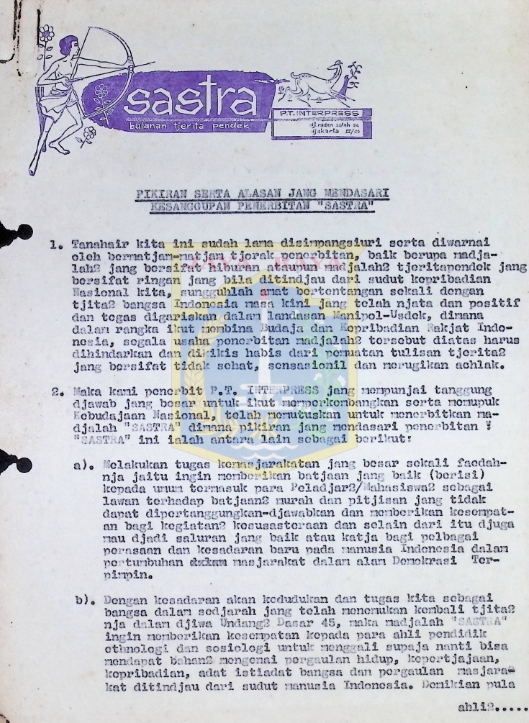 sastra
bulanan tjerita pendek
P.T. INTERPRESS
djl. raden saleh
djakarta
PIKIRAN SERTA ALASAN JANG MENDASARI
KESANGGUPAN PENERBITAN "SASTRA"
1. Tanahair kita ini sudah lama disimpangsiuri serta diwarnai
oleh bermatjam-matjam tjorak penerbitan, baik berupa madja-
lah2 jang bersifat hiburan ataupun madjalah2 tjeritapendek jang
bersifat ringan jang bila ditindjau dari sudut kepribadian
Nasional kita, sungguhlah amat bertentangan sekali dengan
tjita2 bangsa Indonesia masa kini jang telah njata dan positif
dan tegas digariskan dalam landasan Manipol-Usdek, dimana
dalam rangka ikut membina Budaja dan Kepribadian Rakjat Indo-
nesia, segala usaha penerbitan madjalah2 tersebut diatas harus
dihindarkan dan dikikis habis dari pemuatan tulisan tjerita2
jang bersifat tidak sehat, sensasionil dan merugikan achlak.
2. Maka kami penerbit P.T. INTERPRESS jang mempunjai tanggung
djawab jang besar untuk ikut memperkembangkan serta memupuk
Kebudajaan Nasional, telah memutuskan untuk menerbitkan ma-
djalah "SASTRA" dimana pikiran jang mendasari penerbitan
"SASTRA" ini ialah antara lain sebagai berikut:
a). Melakukan tugas kemasjarakatan jang besar sekali faedah-
nja jaitu ingin memberikan batjaan jang baik (berisi)
kepada umum termasuk para Peladjar2/Mahasiswa2 sebagai
lawan terhadap batjaan2 murah dan pitjisan jang tidak
dapat dipertanggungkan-djawabkan dan memberikan kesempat-
an bagi kegiatan2 kesusasteraan dan selain dari itu djuga
mau djadi saluran jang baik atau katja bagi pelbagai
perasaan dan kesadaran baru pada manusia Indonesia dalam
pertumbuhan masjarakat dalam alam Demokrasi Ter-
pimpin.
b). Dengan kesadaran akan kedudukan dan tugas kita sebagai
bangsa dalam sedjarah jang telah menemukan kembali tjita2
nja dalam djiwa Undang2 Dasar 45, maka madjalah "SASTRA"
ingin memberikan kesempatan kepada para ahli pendidik
ethnologi dan sosiologi untuk menggali supaja nanti bisa
mendapat bahan2 mengenai pergaulan hidup, kepertjajaan,
kepribadian, adat istiadat bangsa dan pergaulan masjara-
kat ditindjau dari sudut manusia Indonesia. Demikian pula
ahli2.....